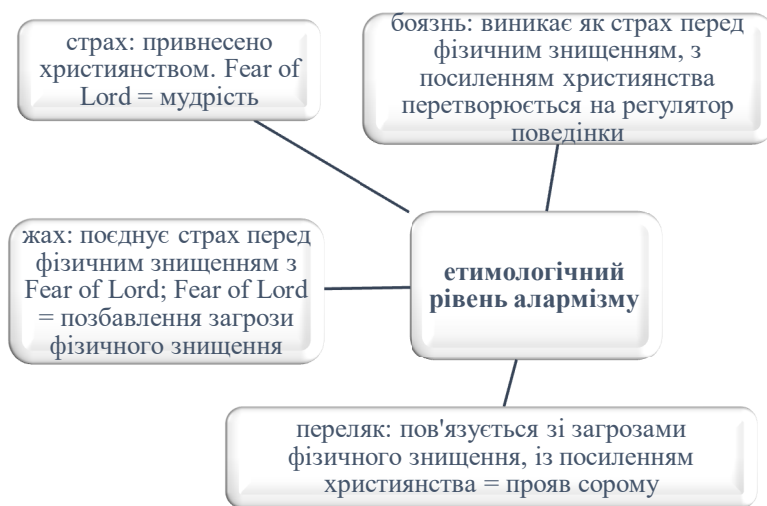 страх: привнесено
християнством. Fear of
Lord = мудрість
боязнь: виникає як страх перед
фізичним знищенням, з
посиленням християнства
перетворюється на регулятор
поведінки
жах: поєднує страх перед
фізичним знищенням з
Fear of Lord; Fear of Lord
= позбавлення загрози
фізичного знищення
етимологічний
рівень алармізму
переляк: пов'язується зі загрозами
фізичного знищення, із посиленням
християнства = прояв сорому